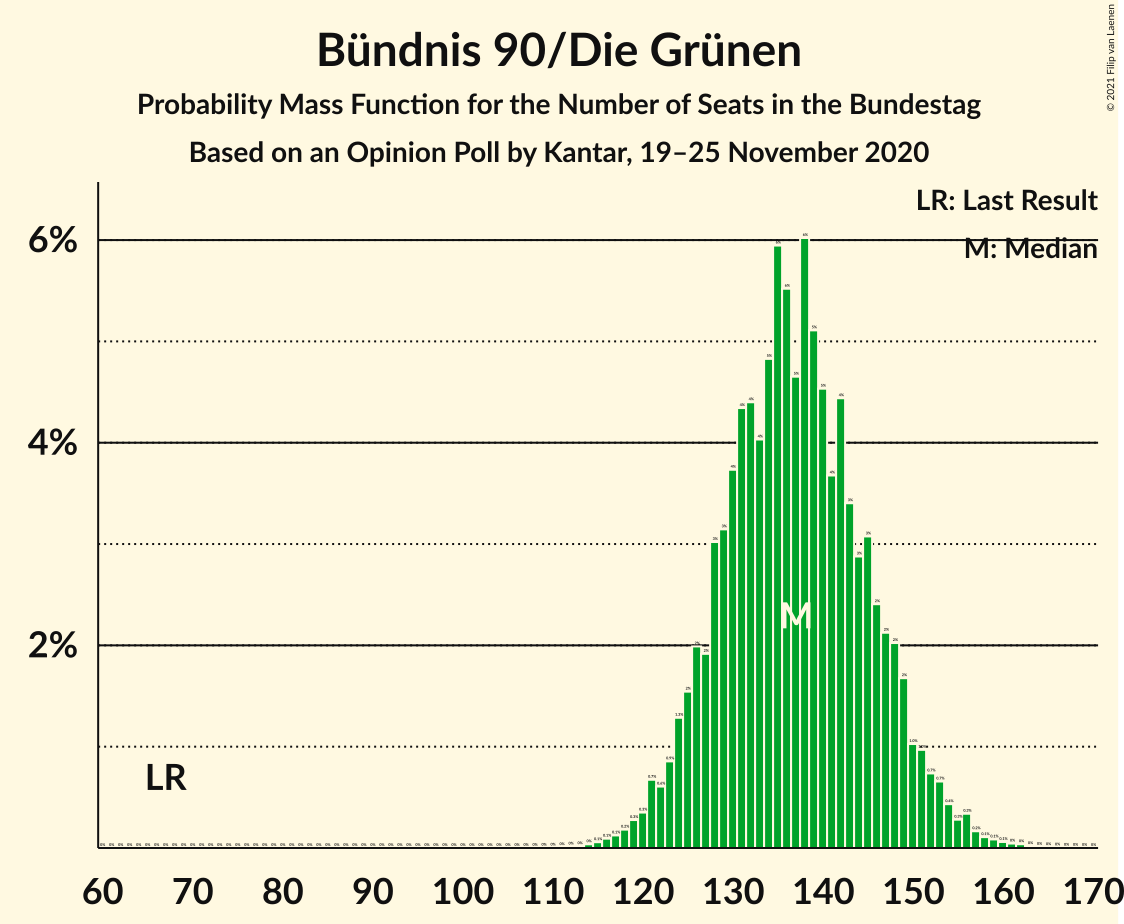 Bündnis 90/Die Grünen
Probability Mass Function for the Number of Seats in the Bundestag
Based on an Opinion Poll by Kantar, 19–25 November 2020
© 2021 Filip van Laenen
LR: Last Result
M: Median
6%
4%
2%
LR
M
60 70 80 90 100 110 120 130 140 150 160 170